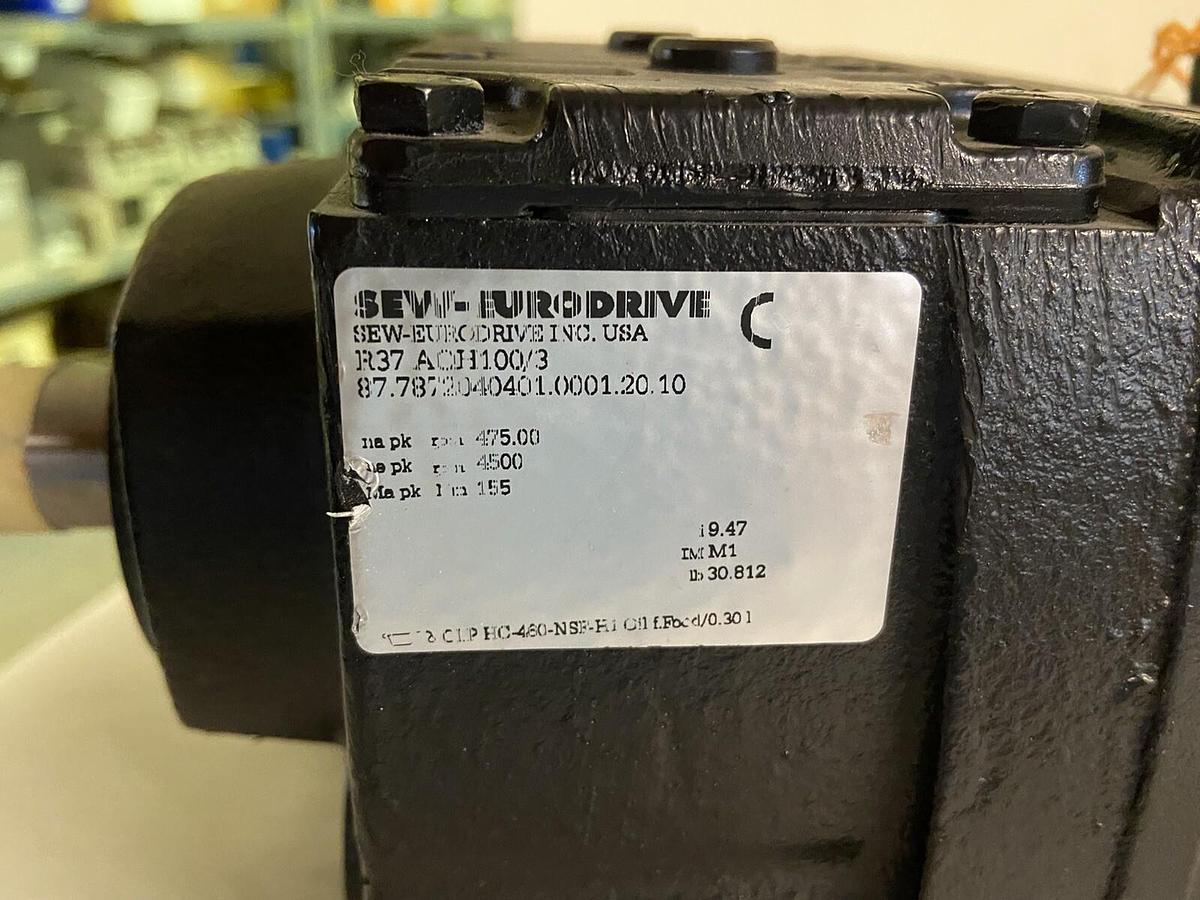 SEW-EURODRIVE C
SEW-EURODRIVE INC. USA
R37 AQH100/3
87.7872040401.0001.20.10
na pk rpm 475.00
ne pk rpm 4500
Ma pk Nm 155
i 9.47
IM M1
lb 30.812
CLP HC-460-NSF-H1 Oil f.Food/0.30 l